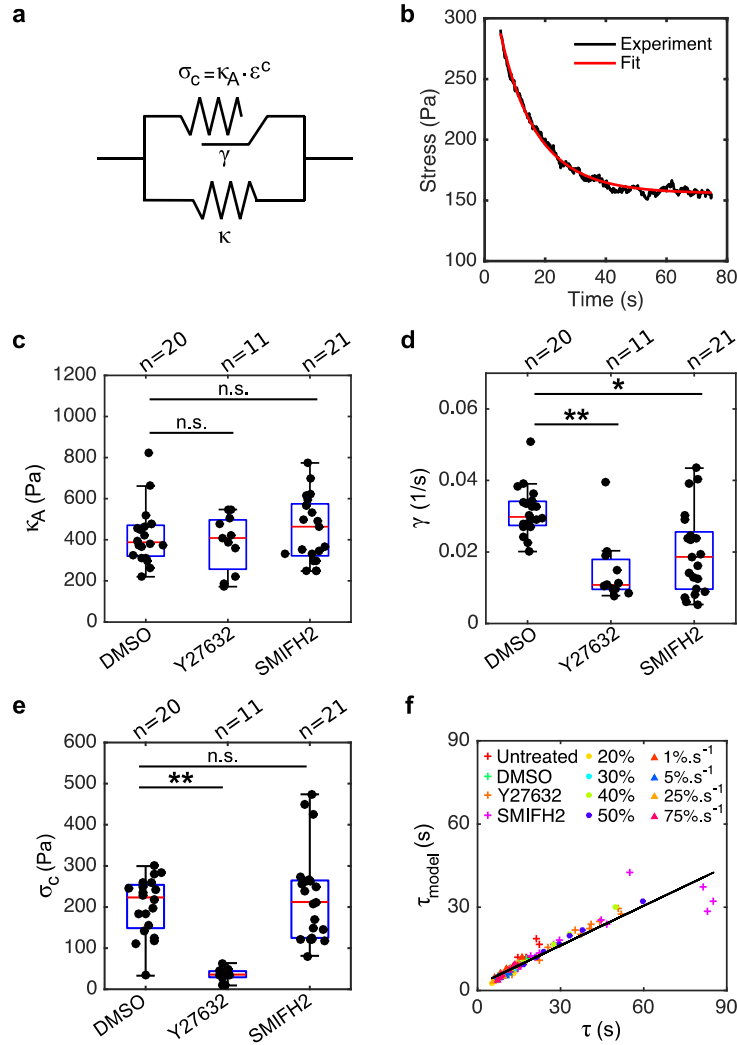 a
σc=κA·εc
γ
κ
b
350
300
250
200
150
100
0
20
40
60
80
Stress (Pa)
Time (s)
Experiment
Fit
c
n=20
n=11
n=21
1200
1000
800
600
400
200
0
κA (Pa)
n.s.
n.s.
DMSO
Y27632
SMIFH2
d
n=20
n=11
n=21
0.06
0.04
0.02
0
γ (1/s)
*
**
DMSO
Y27632
SMIFH2
e
n=20
n=11
n=21
600
500
400
300
200
100
0
σc (Pa)
n.s.
**
DMSO
Y27632
SMIFH2
f
90
60
30
0
0
30
60
90
τmodel (s)
τ (s)
Untreated 20% 1%.s-1
DMSO 30% 5%.s-1
Y27632 40% 25%.s-1
SMIFH2 50% 75%.s-1